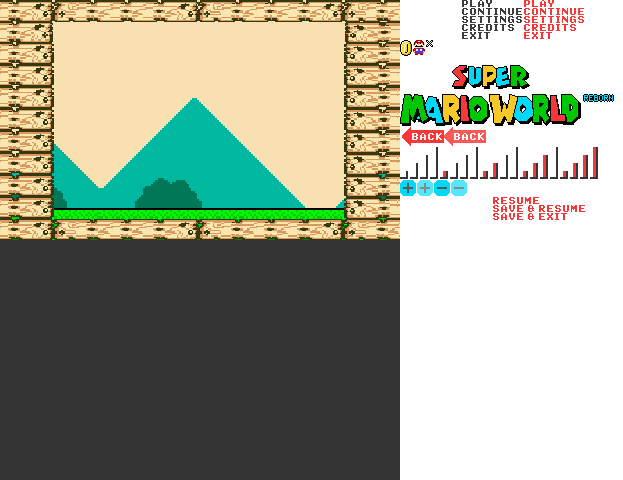 PLAY PLAY
CONTINUE CONTINUE
SETTINGS SETTINGS
CREDITS CREDITS
EXIT EXIT
0 X
SUPER
MARIO WORLD REBORN
BACK BACK
+ + − −
RESUME
SAVE & RESUME
SAVE & EXIT